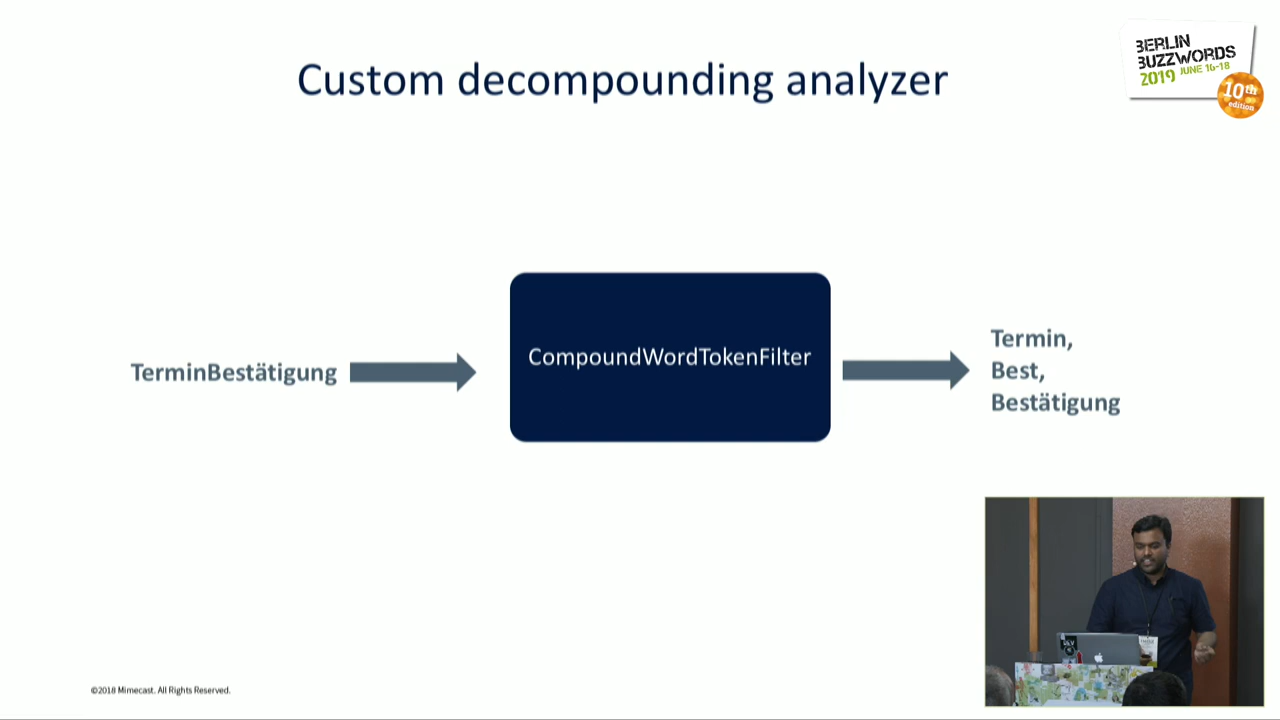 Custom decompounding analyzer
BERLIN
BUZZWORDS
2019 JUNE 16-18
10th
edition
TerminBestätigung
CompoundWordTokenFilter
Termin,
Best,
Bestätigung
©2018 Mimecast. All Rights Reserved.